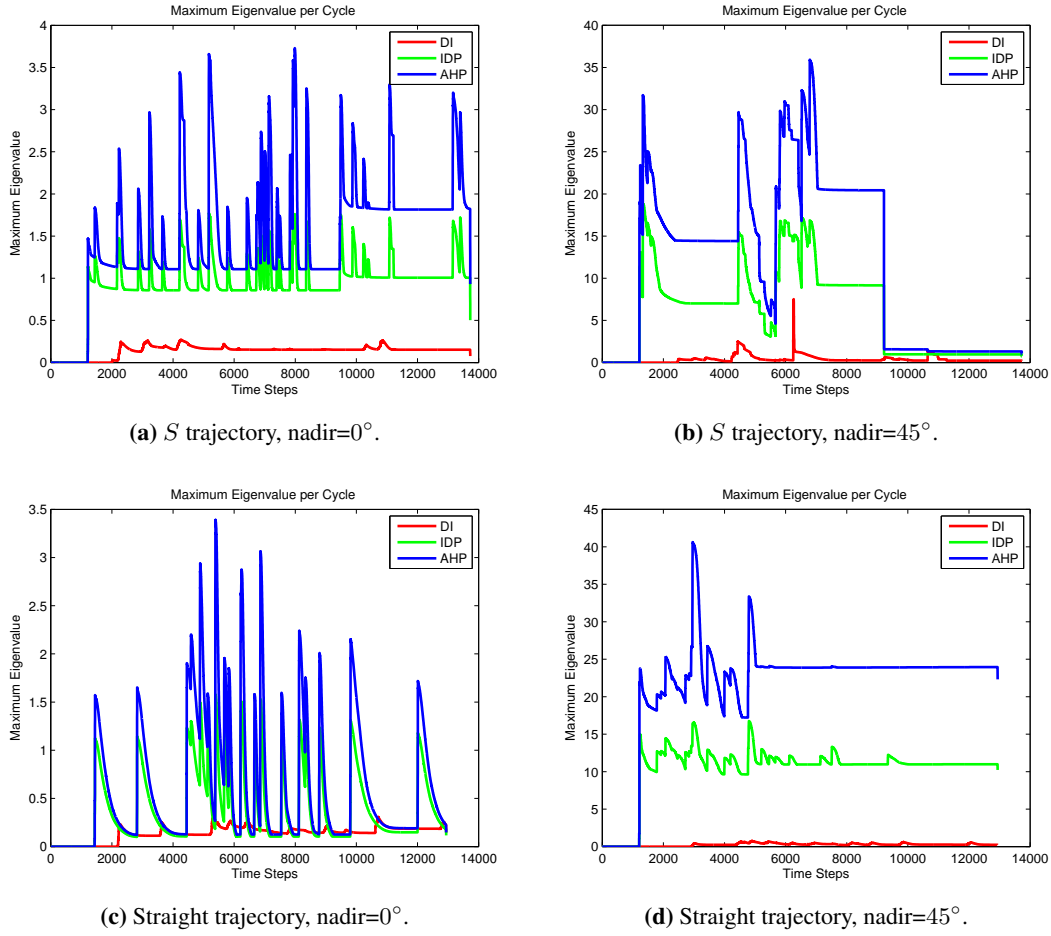 Maximum Eigenvalue per Cycle
Maximum Eigenvalue
4
3.5
3
2.5
2
1.5
1
0.5
0
0 2000 4000 6000 8000 10000 12000 14000
Time Steps
DI
IDP
AHP
(a) S trajectory, nadir=0°.
Maximum Eigenvalue per Cycle
Maximum Eigenvalue
40
35
30
25
20
15
10
5
0
0 2000 4000 6000 8000 10000 12000 14000
Time Steps
DI
IDP
AHP
(b) S trajectory, nadir=45°.
Maximum Eigenvalue per Cycle
Maximum Eigenvalue
3.5
3
2.5
2
1.5
1
0.5
0
0 2000 4000 6000 8000 10000 12000 14000
Time Steps
DI
IDP
AHP
(c) Straight trajectory, nadir=0°.
Maximum Eigenvalue per Cycle
Maximum Eigenvalue
45
40
35
30
25
20
15
10
5
0
0 2000 4000 6000 8000 10000 12000 14000
Time Steps
DI
IDP
AHP
(d) Straight trajectory, nadir=45°.